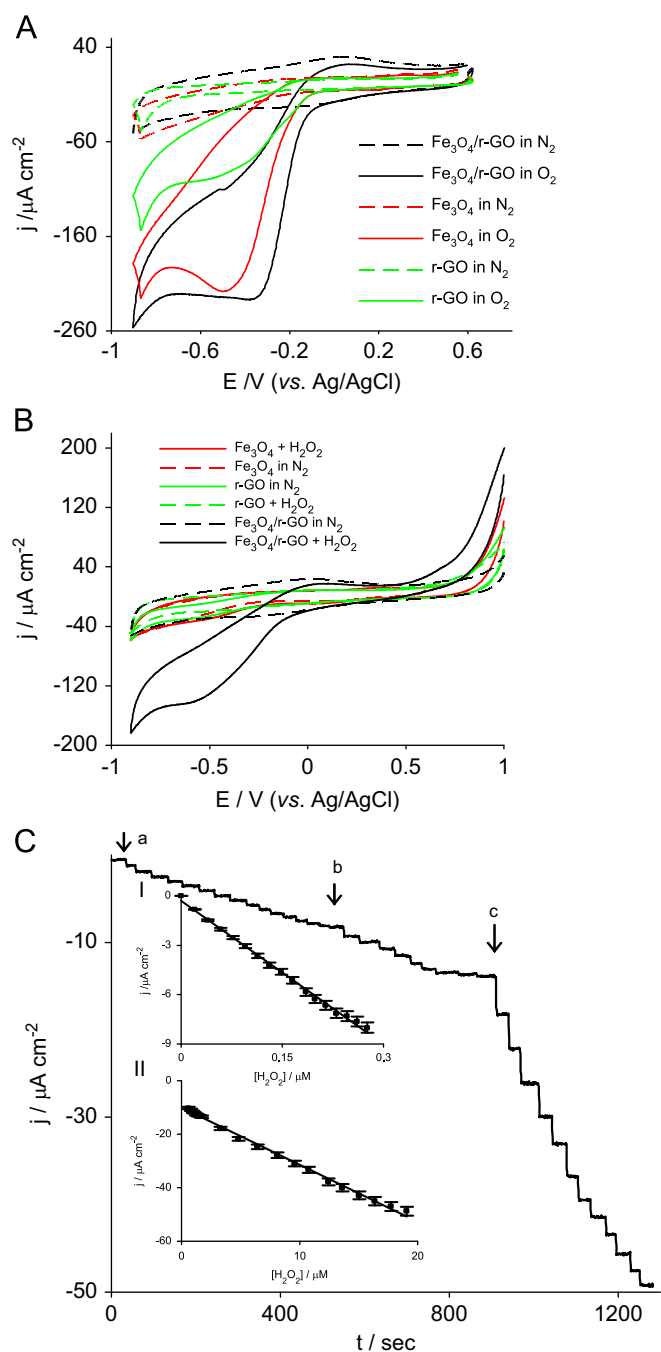 A
40
-60
-160
-260
j /µA cm-2
Fe3O4/r-GO in N2
Fe3O4/r-GO in O2
Fe3O4 in N2
Fe3O4 in O2
r-GO in N2
r-GO in O2
-1 -0.6 -0.2 0.2 0.6
E /V (vs. Ag/AgCl)
B
200
120
40
-40
-120
-200
j / µA cm-2
Fe3O4 + H2O2
Fe3O4 in N2
r-GO in N2
r-GO + H2O2
Fe3O4/r-GO in N2
Fe3O4/r-GO + H2O2
-1 -0.5 0 0.5 1
E / V (vs. Ag/AgCl)
C
a
b
c
-10
-30
-50
j / µA cm-2
I
0
-3
-6
-9
j / µA cm-2
0 0.15 0.3
[H2O2] / µM
II
0
-20
-40
-60
j / µA cm-2
0 10 20
[H2O2] / µM
0 400 800 1200
t / sec